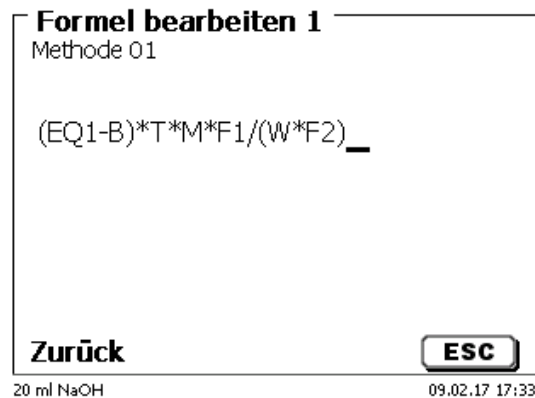 Formel bearbeiten 1
Methode 01
(EQ1-B)*T*M*F1/(W*F2)_
Zurück
ESC
20 ml NaOH
09.02.17 17:33